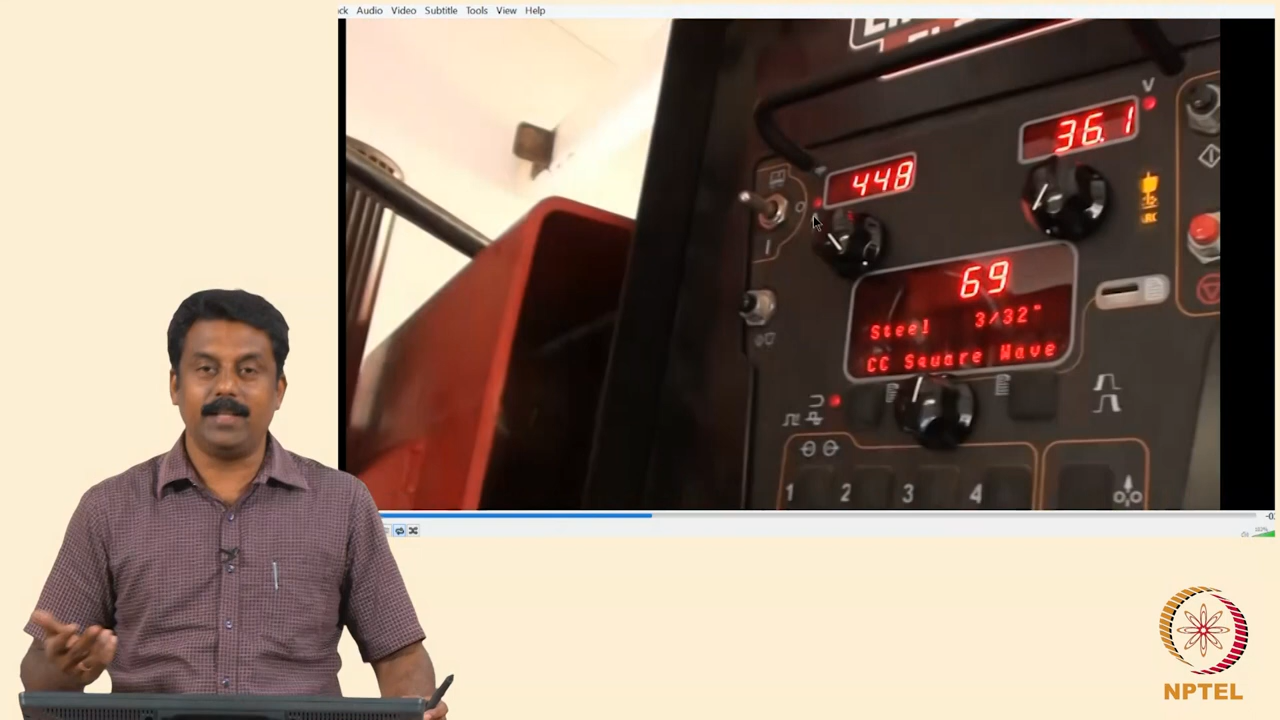 Audio Video Subtitle Tools View Help
V
448
36.1
69
Steel 3/32"
CC Square Wave
1 2 3 4
NPTEL